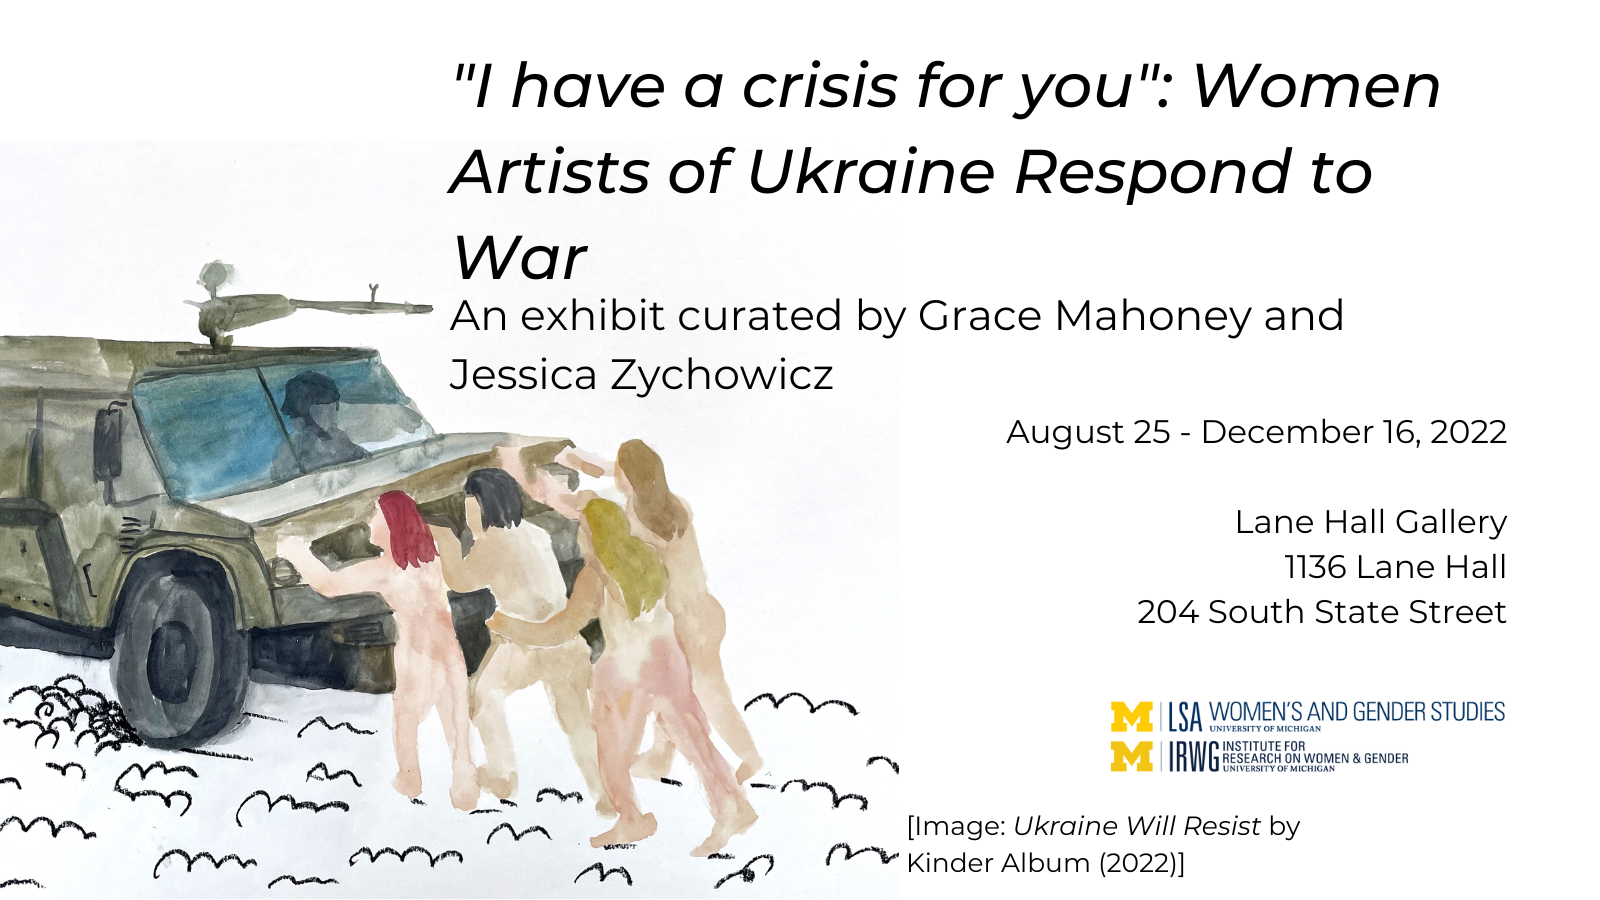 "I have a crisis for you": Women
Artists of Ukraine Respond to
War
An exhibit curated by Grace Mahoney and
Jessica Zychowicz
August 25 - December 16, 2022
Lane Hall Gallery
1136 Lane Hall
204 South State Street
M LSA WOMEN'S AND GENDER STUDIES
UNIVERSITY OF MICHIGAN
M IRWG INSTITUTE FOR
RESEARCH ON WOMEN & GENDER
UNIVERSITY OF MICHIGAN
[Image: Ukraine Will Resist by
Kinder Album (2022)]